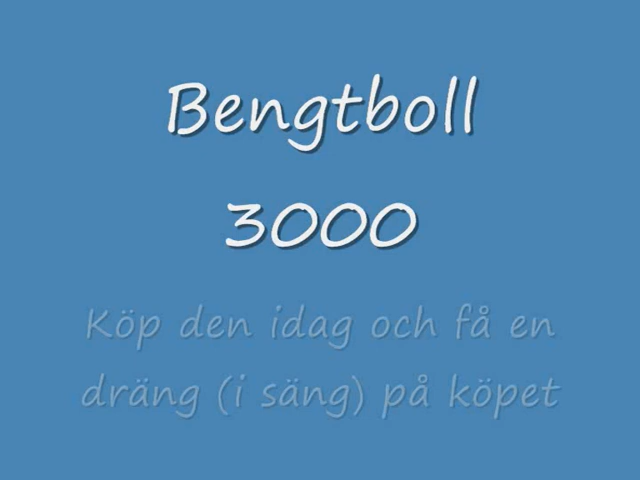 Bengtboll
3000
Köp den idag och få en
dräng (i säng) på köpet